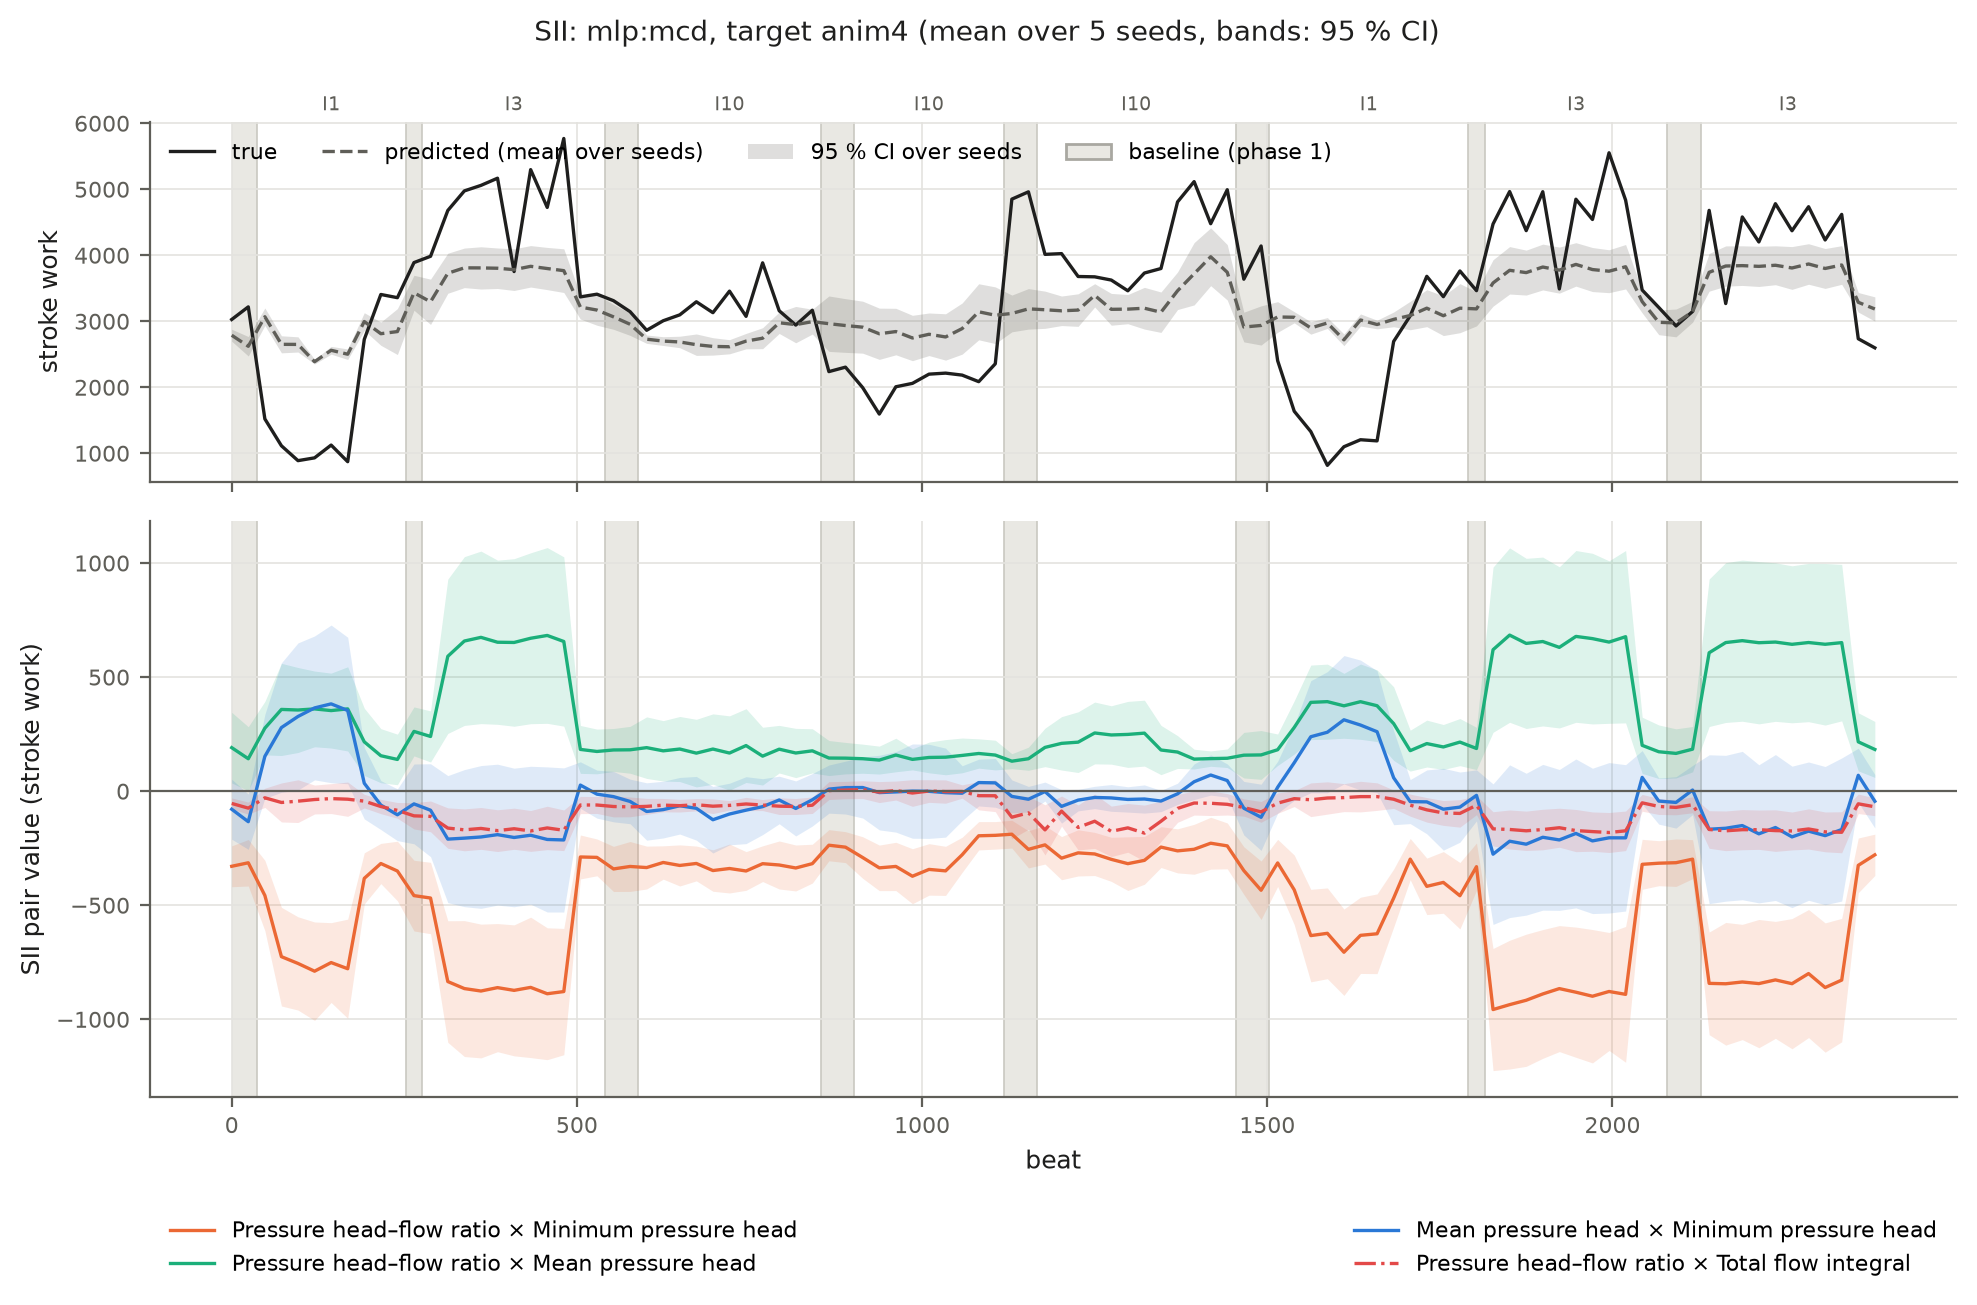 SII: mlp:mcd, target anim4 (mean over 5 seeds, bands: 95 % CI)
I1 I3 I10 I10 I10 I1 I3 I3
true predicted (mean over seeds) 95 % CI over seeds baseline (phase 1)
stroke work
6000
5000
4000
3000
2000
1000
SII pair value (stroke work)
1000
500
0
−500
−1000
0 500 1000 1500 2000
beat
Pressure head–flow ratio × Minimum pressure head
Pressure head–flow ratio × Mean pressure head
Mean pressure head × Minimum pressure head
Pressure head–flow ratio × Total flow integral